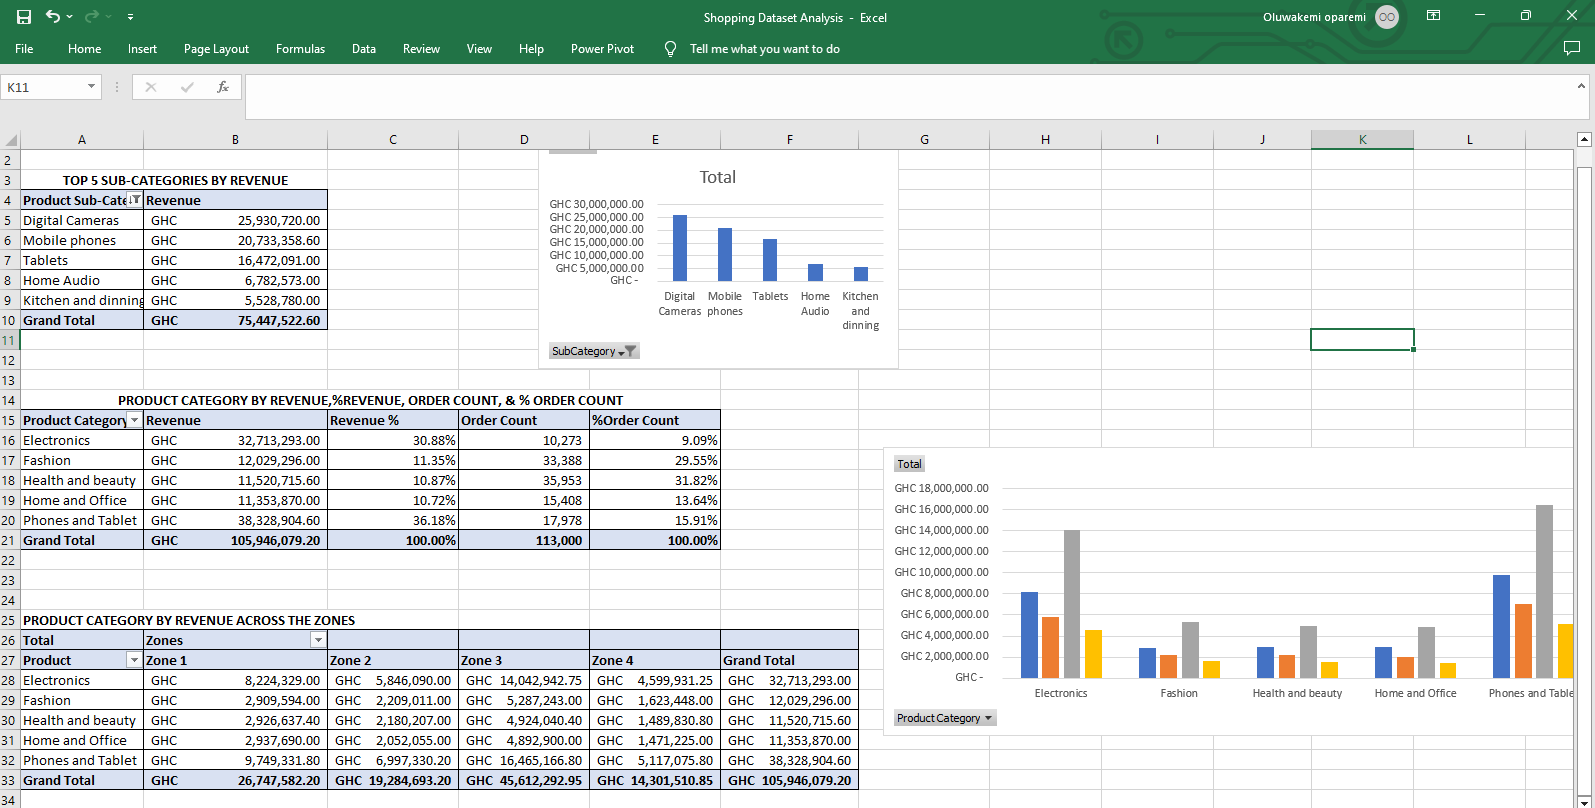 Shopping Dataset Analysis - Excel
Oluwakemi oparemi OO
File Home Insert Page Layout Formulas Data Review View Help Power Pivot Tell me what you want to do
K11 fx
A B C D E F G H I J K L
2
3 TOP 5 SUB-CATEGORIES BY REVENUE
4 Product Sub-Cate Revenue
5 Digital Cameras GHC 25,930,720.00
6 Mobile phones GHC 20,733,358.60
7 Tablets GHC 16,472,091.00
8 Home Audio GHC 6,782,573.00
9 Kitchen and dinning GHC 5,528,780.00
10 Grand Total GHC 75,447,522.60
Total
GHC 30,000,000.00
GHC 25,000,000.00
GHC 20,000,000.00
GHC 15,000,000.00
GHC 10,000,000.00
GHC 5,000,000.00
GHC -
Digital Mobile Tablets Home Kitchen
Cameras phones Audio and
dinning
SubCategory
11
12
13
14 PRODUCT CATEGORY BY REVENUE,%REVENUE, ORDER COUNT, & % ORDER COUNT
15 Product Category Revenue Revenue % Order Count %Order Count
16 Electronics GHC 32,713,293.00 30.88% 10,273 9.09%
17 Fashion GHC 12,029,296.00 11.35% 33,388 29.55%
18 Health and beauty GHC 11,520,715.60 10.87% 35,953 31.82%
19 Home and Office GHC 11,353,870.00 10.72% 15,408 13.64%
20 Phones and Tablet GHC 38,328,904.60 36.18% 17,978 15.91%
21 Grand Total GHC 105,946,079.20 100.00% 113,000 100.00%
22
23
24
25 PRODUCT CATEGORY BY REVENUE ACROSS THE ZONES
26 Total Zones
27 Product Zone 1 Zone 2 Zone 3 Zone 4 Grand Total
28 Electronics GHC 8,224,329.00 GHC 5,846,090.00 GHC 14,042,942.75 GHC 4,599,931.25 GHC 32,713,293.00
29 Fashion GHC 2,909,594.00 GHC 2,209,011.00 GHC 5,287,243.00 GHC 1,623,448.00 GHC 12,029,296.00
30 Health and beauty GHC 2,926,637.40 GHC 2,180,207.00 GHC 4,924,040.40 GHC 1,489,830.80 GHC 11,520,715.60
31 Home and Office GHC 2,937,690.00 GHC 2,052,055.00 GHC 4,892,900.00 GHC 1,471,225.00 GHC 11,353,870.00
32 Phones and Tablet GHC 9,749,331.80 GHC 6,997,330.20 GHC 16,465,166.80 GHC 5,117,075.80 GHC 38,328,904.60
33 Grand Total GHC 26,747,582.20 GHC 19,284,693.20 GHC 45,612,292.95 GHC 14,301,510.85 GHC 105,946,079.20
34
Total
GHC 18,000,000.00
GHC 16,000,000.00
GHC 14,000,000.00
GHC 12,000,000.00
GHC 10,000,000.00
GHC 8,000,000.00
GHC 6,000,000.00
GHC 4,000,000.00
GHC 2,000,000.00
GHC -
Electronics Fashion Health and beauty Home and Office Phones and Table
Product Category